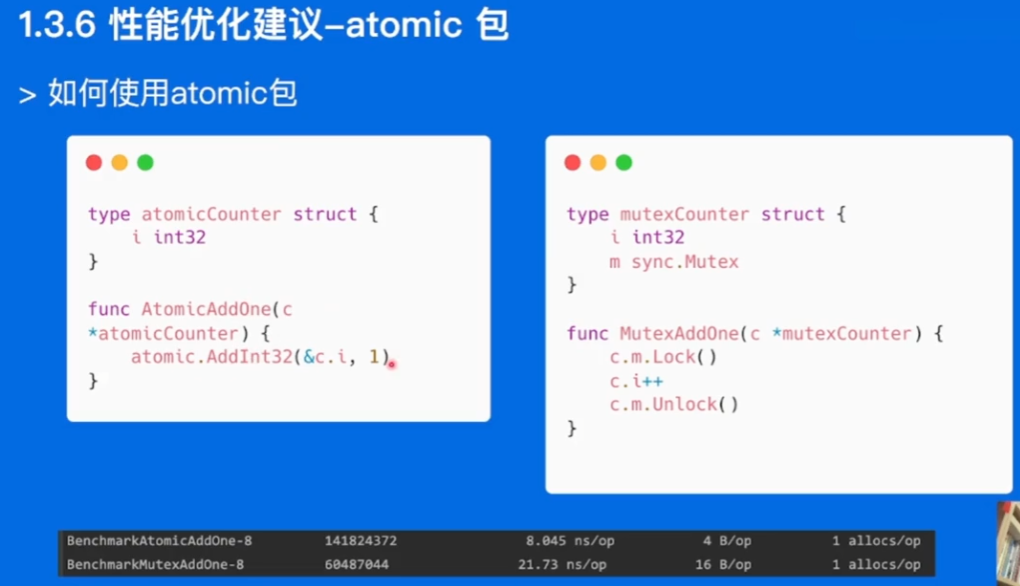 1.3.6 性能优化建议-atomic 包
> 如何使用atomic包
type atomicCounter struct {
    i int32
}
func AtomicAddOne(c
*atomicCounter) {
    atomic.AddInt32(&c.i, 1)
}
type mutexCounter struct {
    i int32
    m sync.Mutex
}
func MutexAddOne(c *mutexCounter) {
    c.m.Lock()
    c.i++
    c.m.Unlock()
}
BenchmarkAtomicAddOne-8 141824372 8.045 ns/op 4 B/op 1 allocs/op
BenchmarkMutexAddOne-8 60487044 21.73 ns/op 16 B/op 1 allocs/op